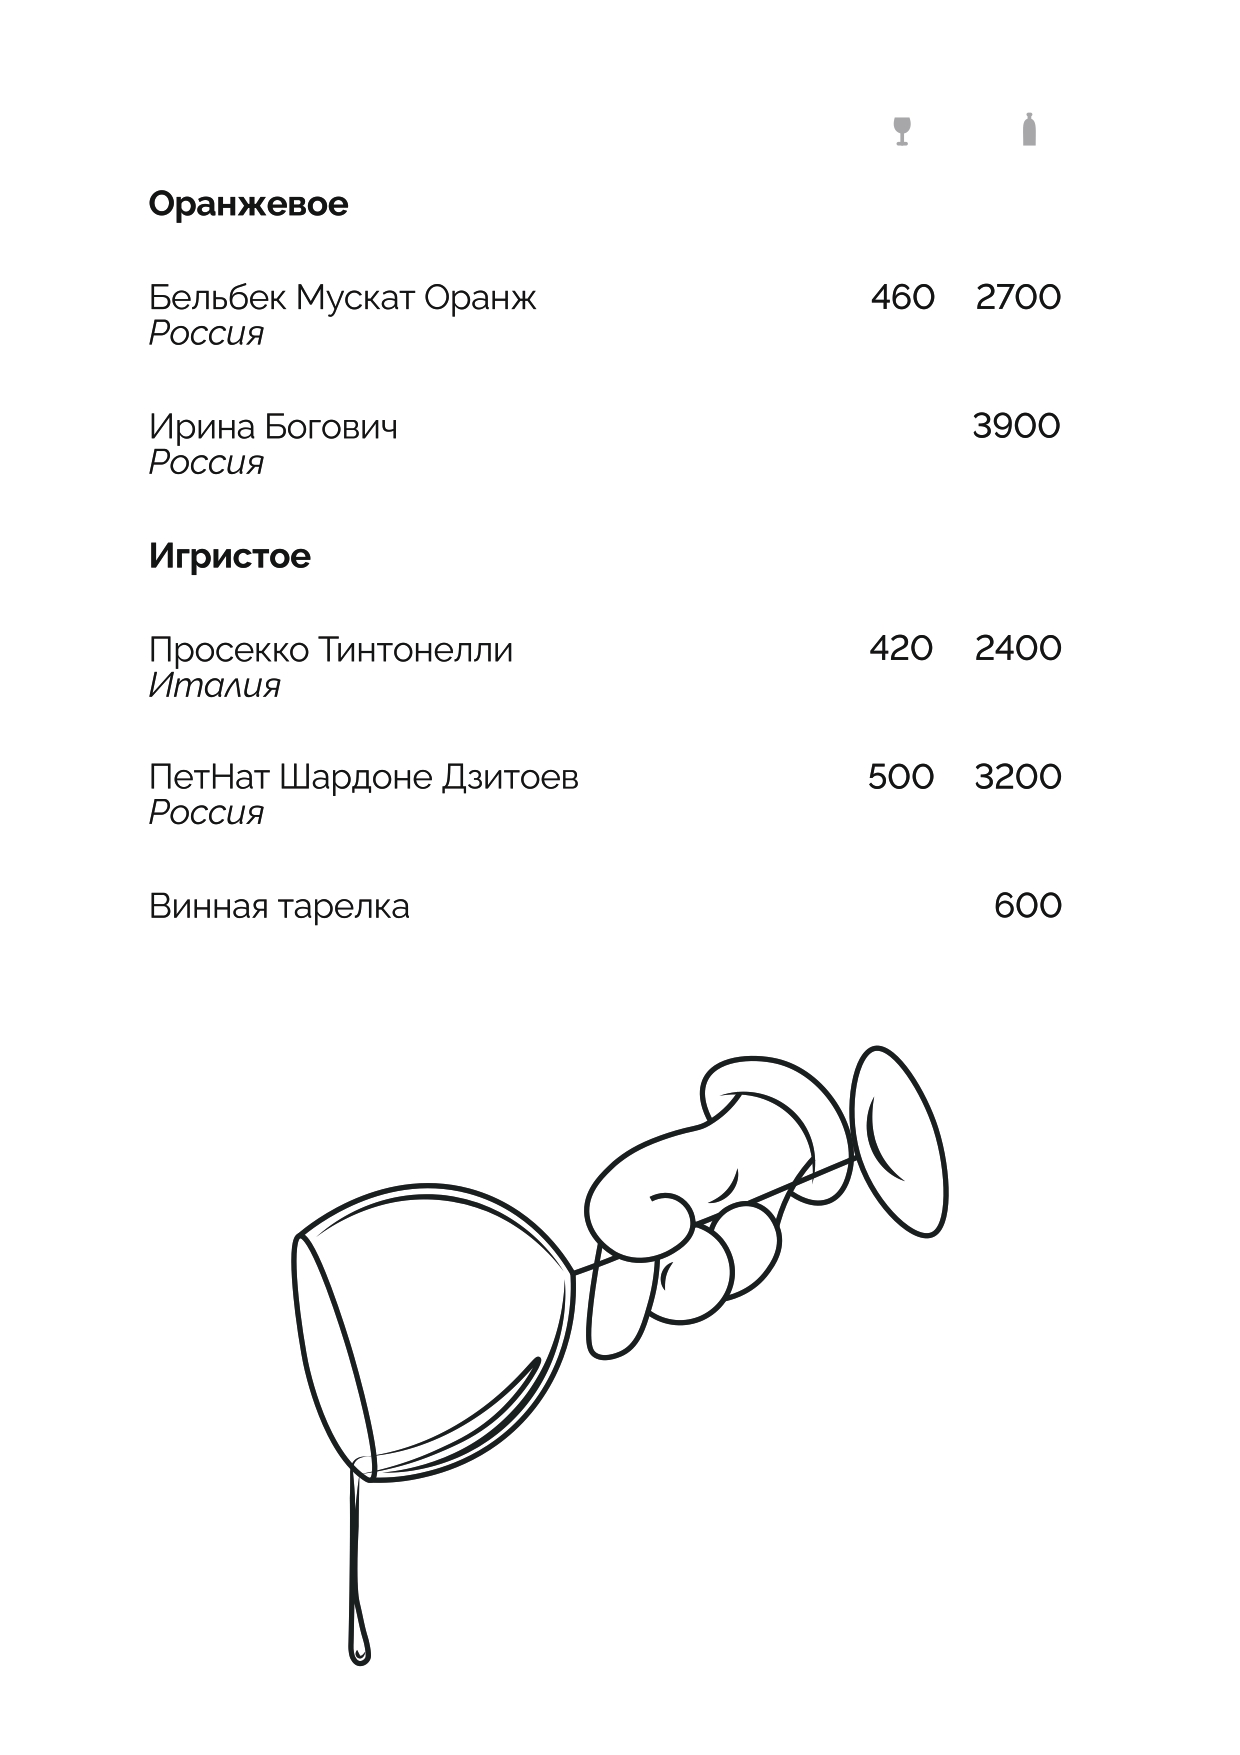 Оранжевое
Бельбек Мускат Оранж 460 2700
Россия
Ирина Богович 3900
Россия
Игристое
Просекко Тинтонелли 420 2400
Италия
ПетНат Шардоне Дзитоев 500 3200
Россия
Винная тарелка 600